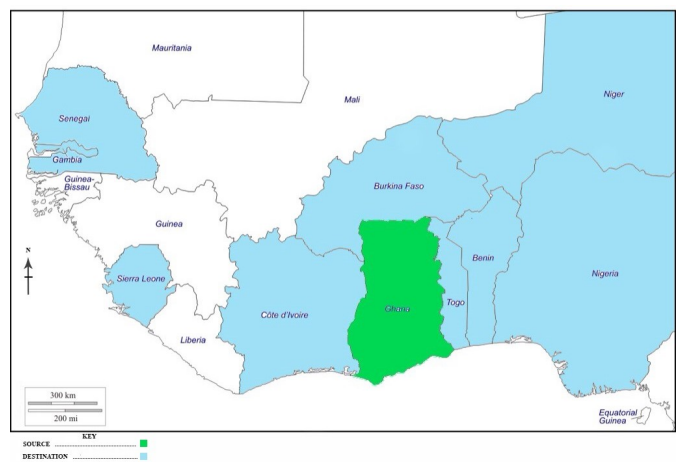 Mauritania
Mali
Niger
Senegal
Gambia
Guinea-
Bissau
Burkina Faso
Guinea
Benin
Sierra Leone
Nigeria
Ghana
Togo
Côte d'Ivoire
Liberia
N
300 km
200 mi
Equatorial
Guinea
KEY
SOURCE ................................
DESTINATION ........................